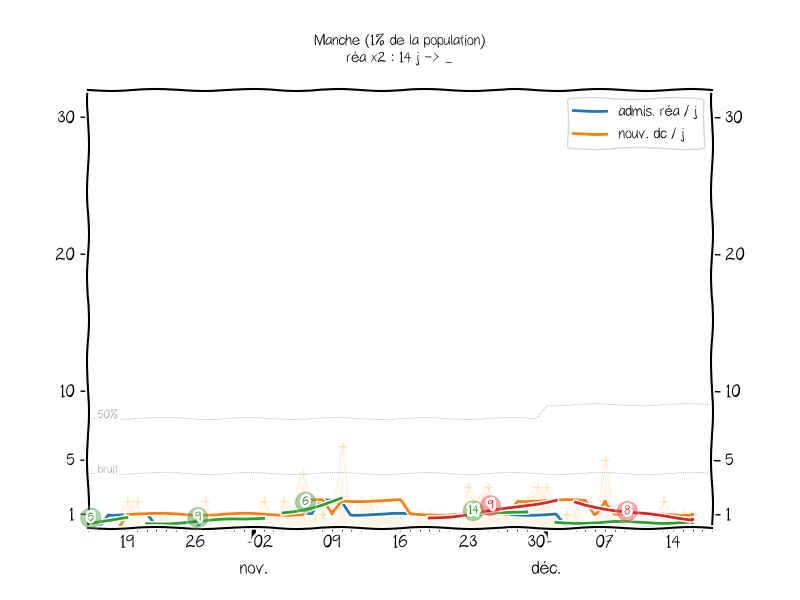 Manche (1% de la population)
réa x2 : 14 j -> _
admis. réa / j
nouv. dc / j
30 30
20 20
10 10
50%
5 5
bruit
1 1
5 9 6 14 9 8
19 26 02 09 16 23 30 07 14
nov. déc.